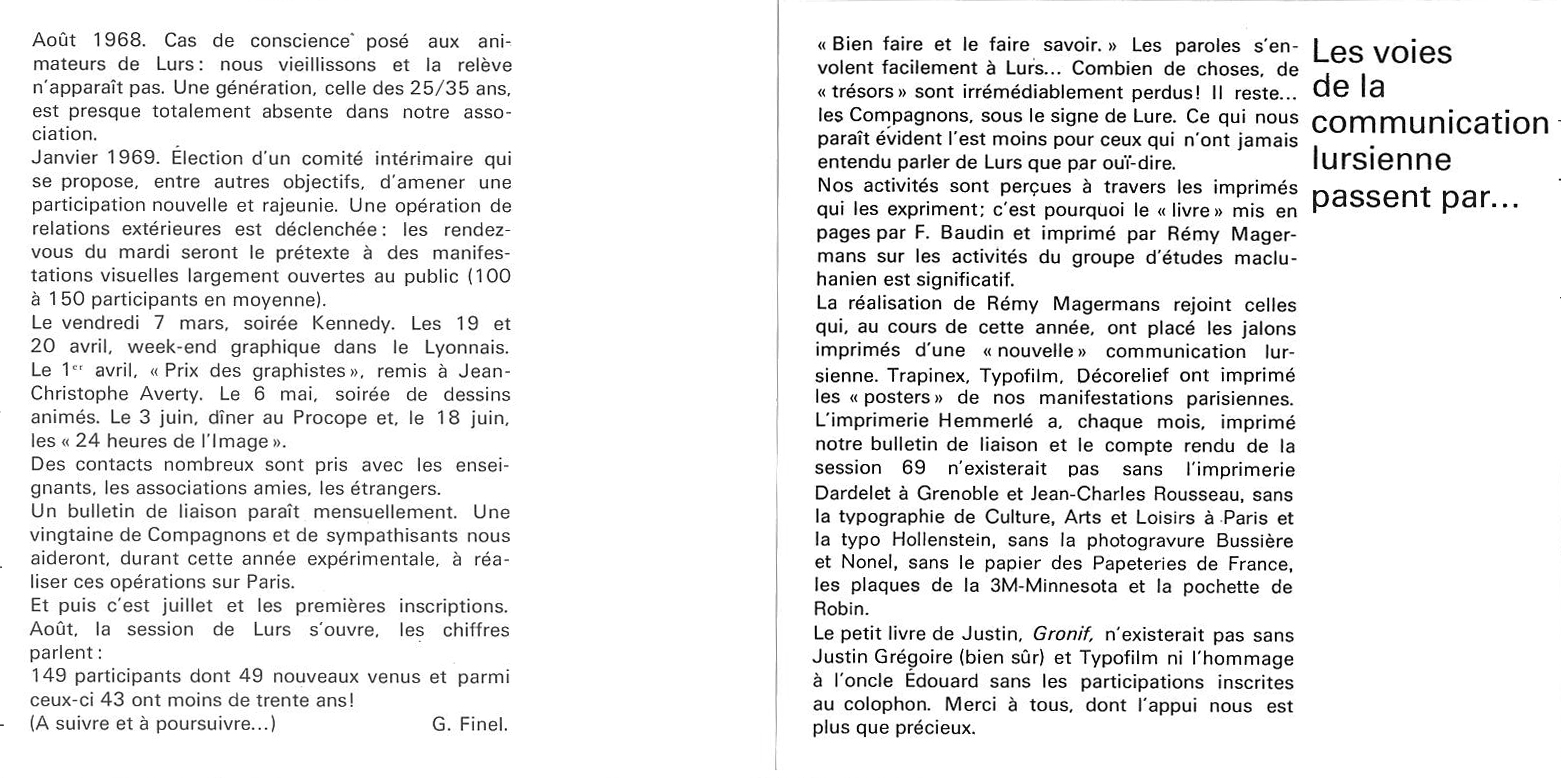 Août 1968. Cas de conscience posé aux ani-
mateurs de Lurs : nous vieillissons et la relève
n'apparaît pas. Une génération, celle des 25/35 ans,
est presque totalement absente dans notre asso-
ciation.
Janvier 1969. Élection d'un comité intérimaire qui
se propose, entre autres objectifs, d'amener une
participation nouvelle et rajeunie. Une opération de
relations extérieures est déclenchée : les rendez-
vous du mardi seront le prétexte à des manifes-
tations visuelles largement ouvertes au public (100
à 150 participants en moyenne).
Le vendredi 7 mars, soirée Kennedy. Les 19 et
20 avril, week-end graphique dans le Lyonnais.
Le 1er avril, « Prix des graphistes », remis à Jean-
Christophe Averty. Le 6 mai, soirée de dessins
animés. Le 3 juin, dîner au Procope et, le 18 juin,
les « 24 heures de l'Image ».
Des contacts nombreux sont pris avec les ensei-
gnants, les associations amies, les étrangers.
Un bulletin de liaison paraît mensuellement. Une
vingtaine de Compagnons et de sympathisants nous
aideront, durant cette année expérimentale, à réa-
liser ces opérations sur Paris.
Et puis c'est juillet et les premières inscriptions.
Août, la session de Lurs s'ouvre, les chiffres
parlent :
149 participants dont 49 nouveaux venus et parmi
ceux-ci 43 ont moins de trente ans !
(A suivre et à poursuivre...) G. Finel.
« Bien faire et le faire savoir. » Les paroles s'en-
volent facilement à Lurs... Combien de choses, de
« trésors » sont irrémédiablement perdus ! Il reste...
les Compagnons, sous le signe de Lure. Ce qui nous
paraît évident l'est moins pour ceux qui n'ont jamais
entendu parler de Lurs que par ouï-dire.
Nos activités sont perçues à travers les imprimés
qui les expriment ; c'est pourquoi le « livre » mis en
pages par F. Baudin et imprimé par Rémy Mager-
mans sur les activités du groupe d'études maclu-
hanien est significatif.
La réalisation de Rémy Magermans rejoint celles
qui, au cours de cette année, ont placé les jalons
imprimés d'une « nouvelle » communication lur-
sienne. Trapinex, Typofilm, Décorelief ont imprimé
les « posters » de nos manifestations parisiennes.
L'imprimerie Hemmerlé a, chaque mois, imprimé
notre bulletin de liaison et le compte rendu de la
session 69 n'existerait pas sans l'imprimerie
Dardelet à Grenoble et Jean-Charles Rousseau, sans
la typographie de Culture, Arts et Loisirs à Paris et
la typo Hollenstein, sans la photogravure Bussière
et Nonel, sans le papier des Papeteries de France,
les plaques de la 3M-Minnesota et la pochette de
Robin.
Le petit livre de Justin, Gronif, n'existerait pas sans
Justin Grégoire (bien sûr) et Typofilm ni l'hommage
à l'oncle Édouard sans les participations inscrites
au colophon. Merci à tous, dont l'appui nous est
plus que précieux.
Les voies
de la
communication
lursienne
passent par...